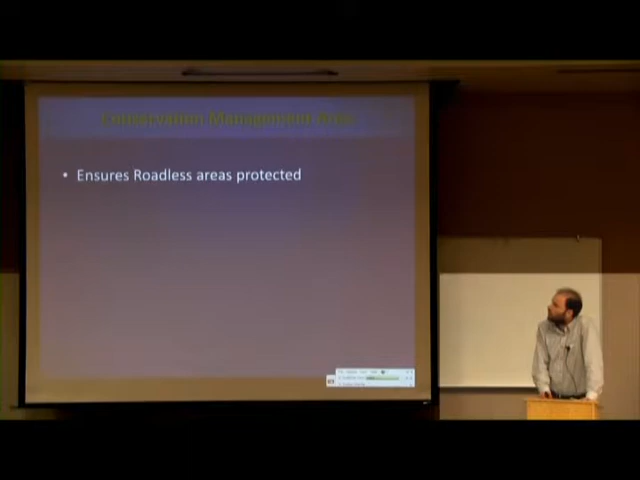 Conservation Management Area
• Ensures Roadless areas protected